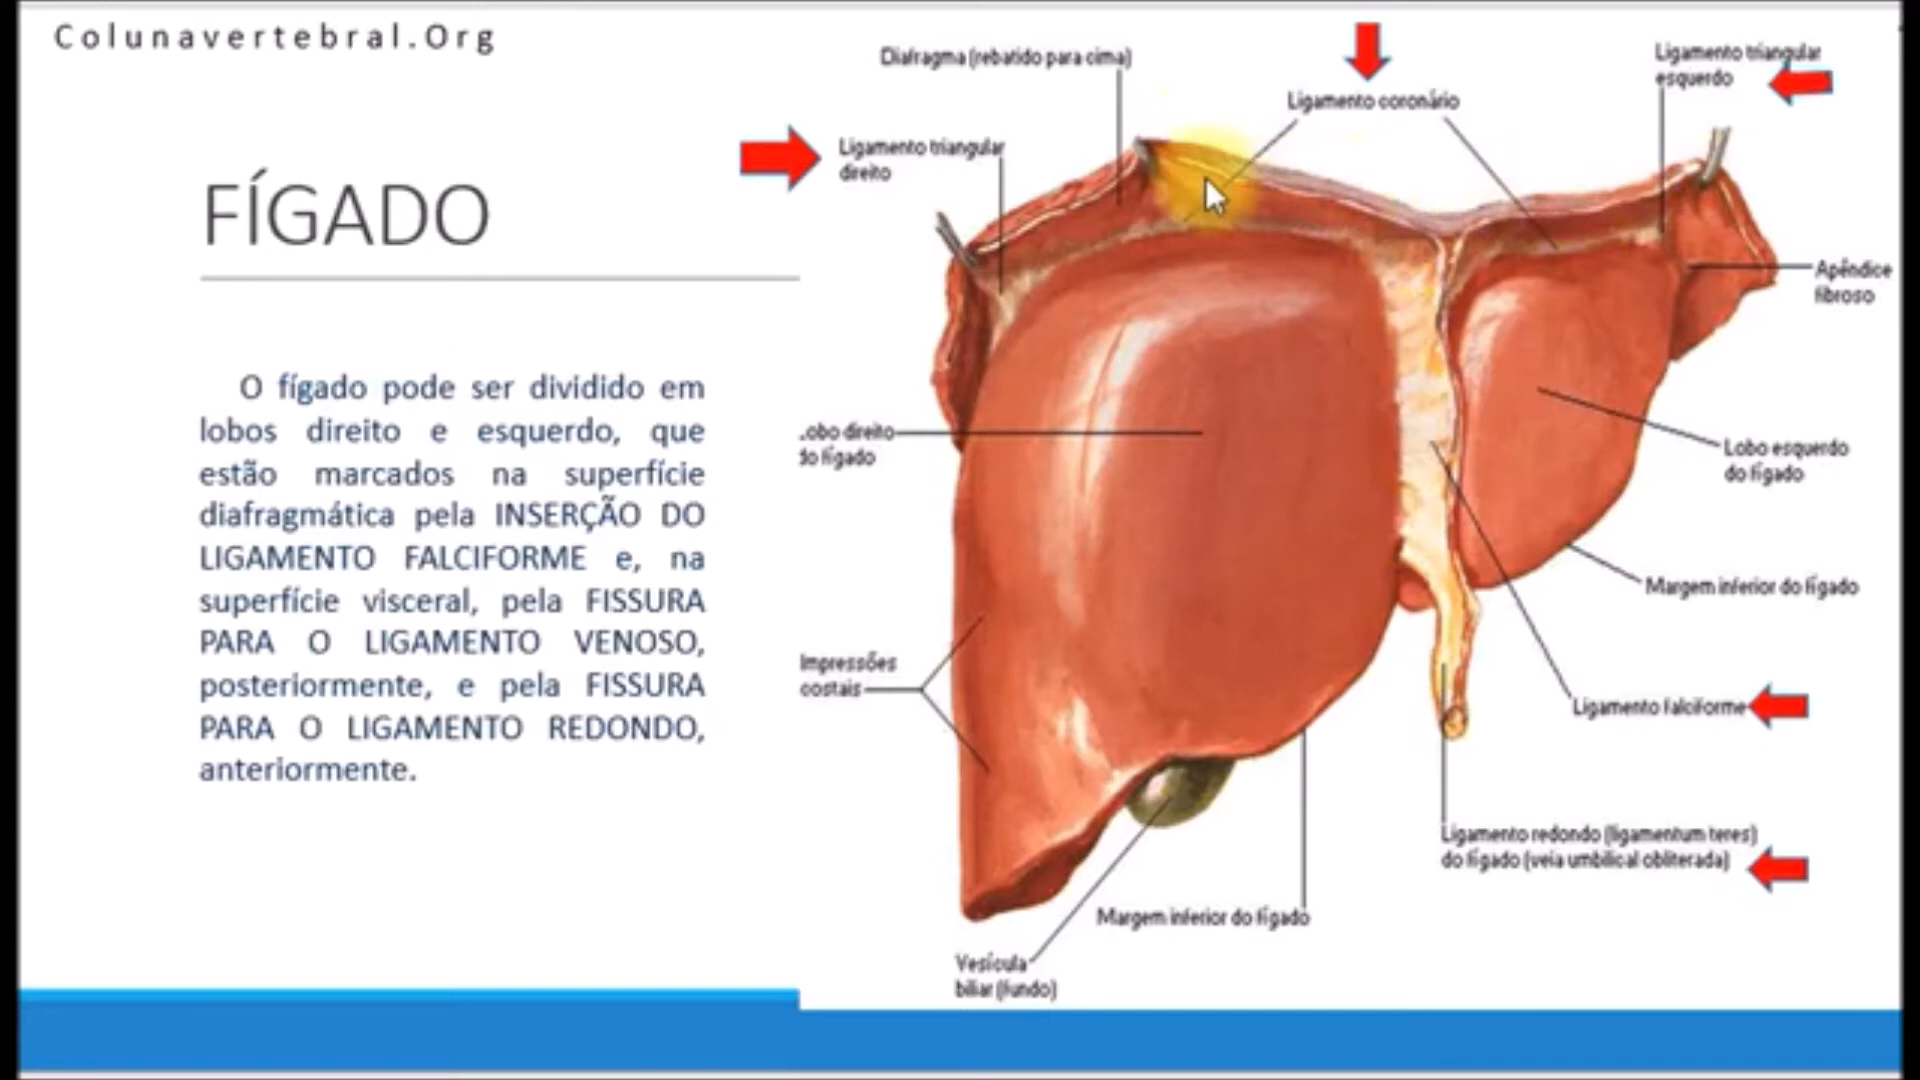 Colunavertebral.Org
FÍGADO
O fígado pode ser dividido em
lobos direito e esquerdo, que
estão marcados na superfície
diafragmática pela INSERÇÃO DO
LIGAMENTO FALCIFORME e, na
superfície visceral, pela FISSURA
PARA O LIGAMENTO VENOSO,
posteriormente, e pela FISSURA
PARA O LIGAMENTO REDONDO,
anteriormente.
Diafragma (rebatido para cima)
Ligamento coronário
Ligamento triangular
esquerdo
Ligamento triangular
direito
Apêndice
fibroso
obo direito
do fígado
Lobo esquerdo
do fígado
Margem inferior do fígado
Impressões
costais
Ligamento falciforme
Ligamento redondo (ligamentum teres)
do fígado (veia umbilical obliterada)
Margem inferior do fígado
Vesícula
biliar (fundo)